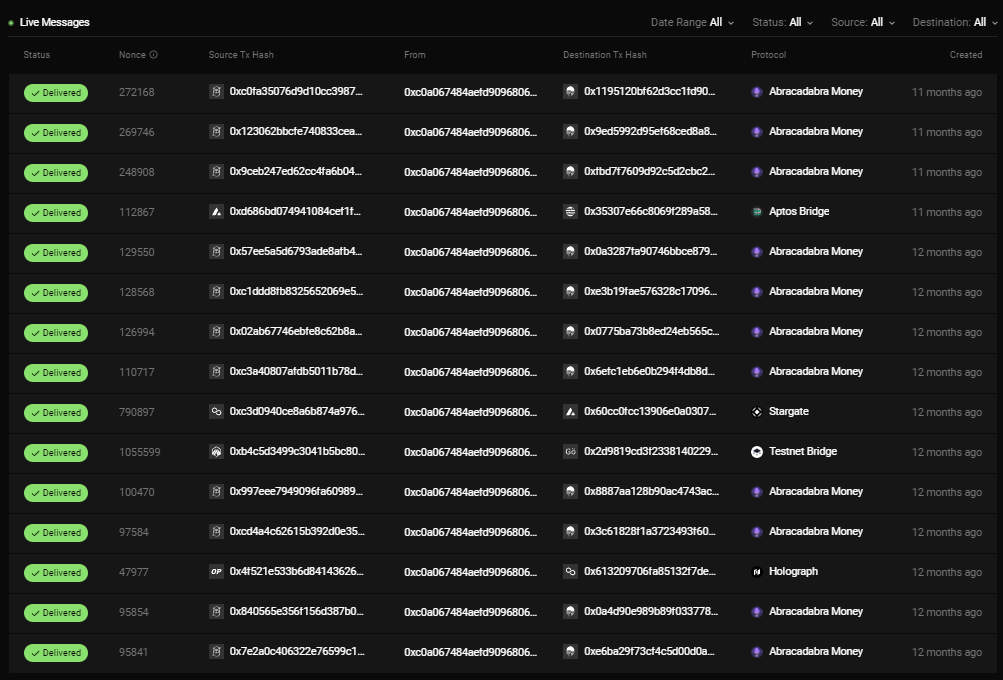 Live Messages Date Range All Status: All Source: All Destination: All
Status Nonce Source Tx Hash From Destination Tx Hash Protocol Created
Delivered 272168 0xc0fa35076d9d10cc3987... 0xc0a067484aefd9096806... 0x1195120bf62d3cc1fd90... Abracadabra Money 11 months ago
Delivered 269746 0x123062bbcfe740833cea... 0xc0a067484aefd9096806... 0x9ed5992d95ef68ced8a8... Abracadabra Money 11 months ago
Delivered 248908 0x9ceb247ed62cc4fa6b04... 0xc0a067484aefd9096806... 0xfbd7f7609d92c5d2cbc2... Abracadabra Money 11 months ago
Delivered 112867 0xd686bd074941084cef1f... 0xc0a067484aefd9096806... 0x35307e66c8069f289a58... Aptos Bridge 11 months ago
Delivered 129550 0x57ee5a5d6793ade8afb4... 0xc0a067484aefd9096806... 0x0a3287fa90746bbce879... Abracadabra Money 12 months ago
Delivered 128568 0xc1ddd8fb8325652069e5... 0xc0a067484aefd9096806... 0xe3b19fae576328c17096... Abracadabra Money 12 months ago
Delivered 126994 0x02ab67746ebfe8c62b8a... 0xc0a067484aefd9096806... 0x0775ba73b8ed24eb565c... Abracadabra Money 12 months ago
Delivered 110717 0xc3a40807afdb5011b78d... 0xc0a067484aefd9096806... 0x6efc1eb6e0b294f4db8d... Abracadabra Money 12 months ago
Delivered 790897 0xc3d0940ce8a6b874a976... 0xc0a067484aefd9096806... 0x60cc0fcc13906e0a0307... Stargate 12 months ago
Delivered 1055599 0xb4c5d3499c3041b5bc80... 0xc0a067484aefd9096806... Gö 0x2d9819cd3f2338140229... Testnet Bridge 12 months ago
Delivered 100470 0x997eee7949096fa60989... 0xc0a067484aefd9096806... 0x8887aa128b90ac4743ac... Abracadabra Money 12 months ago
Delivered 97584 0xcd4a4c62615b392d0e35... 0xc0a067484aefd9096806... 0x3c61828f1a3723493f60... Abracadabra Money 12 months ago
Delivered 47977 OP 0x4f521e533b6d84143626... 0xc0a067484aefd9096806... 0x613209706fa85132f7de... Holograph 12 months ago
Delivered 95854 0x840565e356f156d387b0... 0xc0a067484aefd9096806... 0x0a4d90e989b89f033778... Abracadabra Money 12 months ago
Delivered 95841 0x7e2a0c406322e76599c1... 0xc0a067484aefd9096806... 0xe6ba29f73cf4c5d00d0a... Abracadabra Money 12 months ago